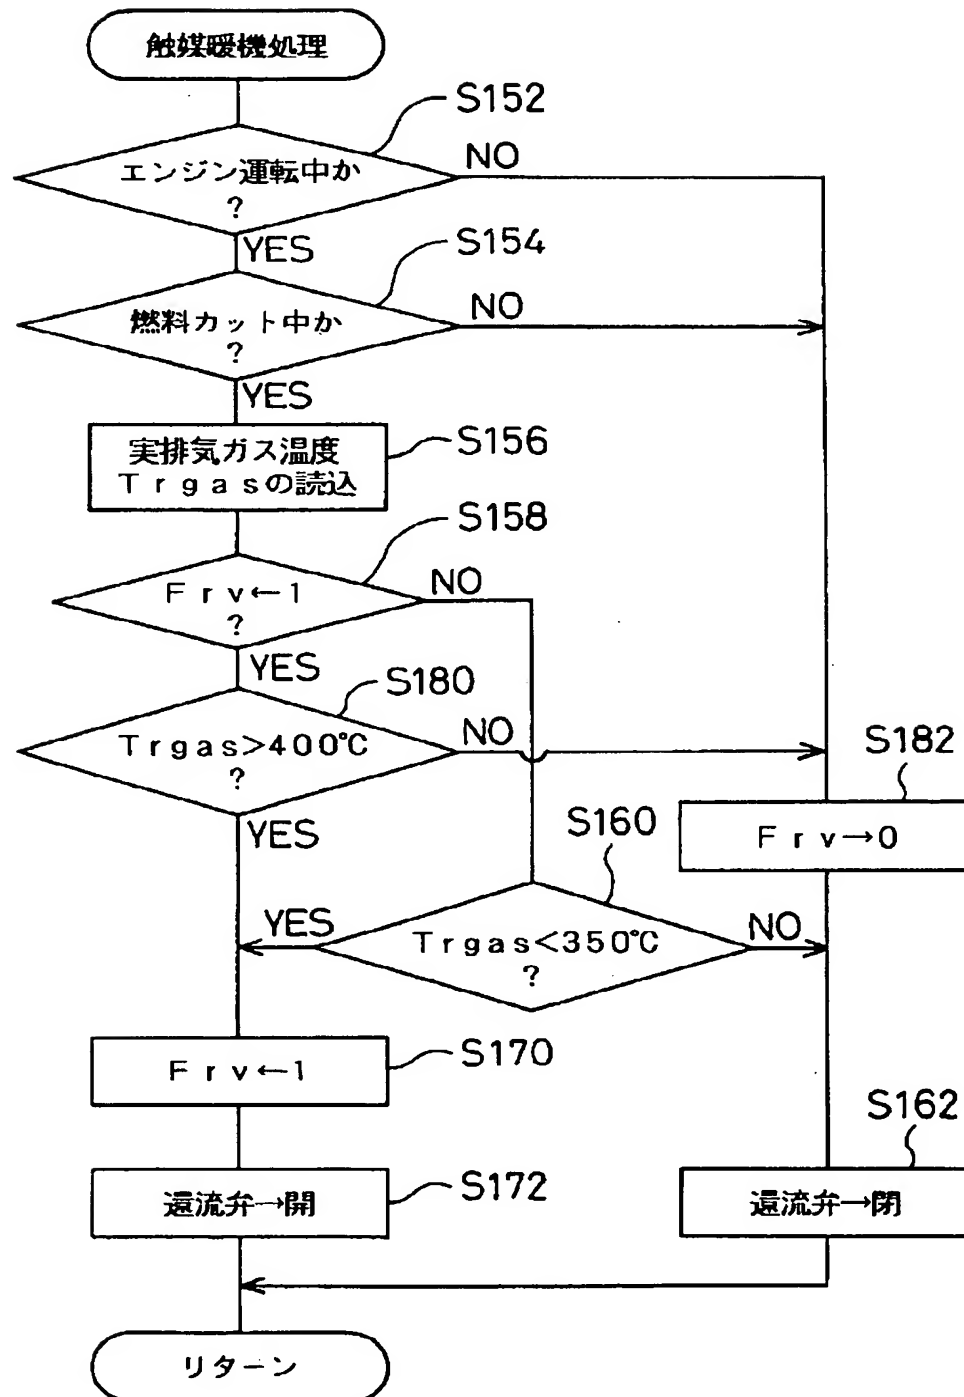 触媒暖機処理
S152
エンジン運転中か
?
NO
YES
S154
燃料カット中か
?
NO
YES
S156
実排気ガス温度
Trgasの読込
S158
Frv←1
?
NO
YES
S180
Trgas>400℃
?
NO
YES
S182
Frv→0
S160
Trgas<350℃
?
YES
NO
S170
Frv←1
S162
還流弁→閉
S172
還流弁→開
リターン